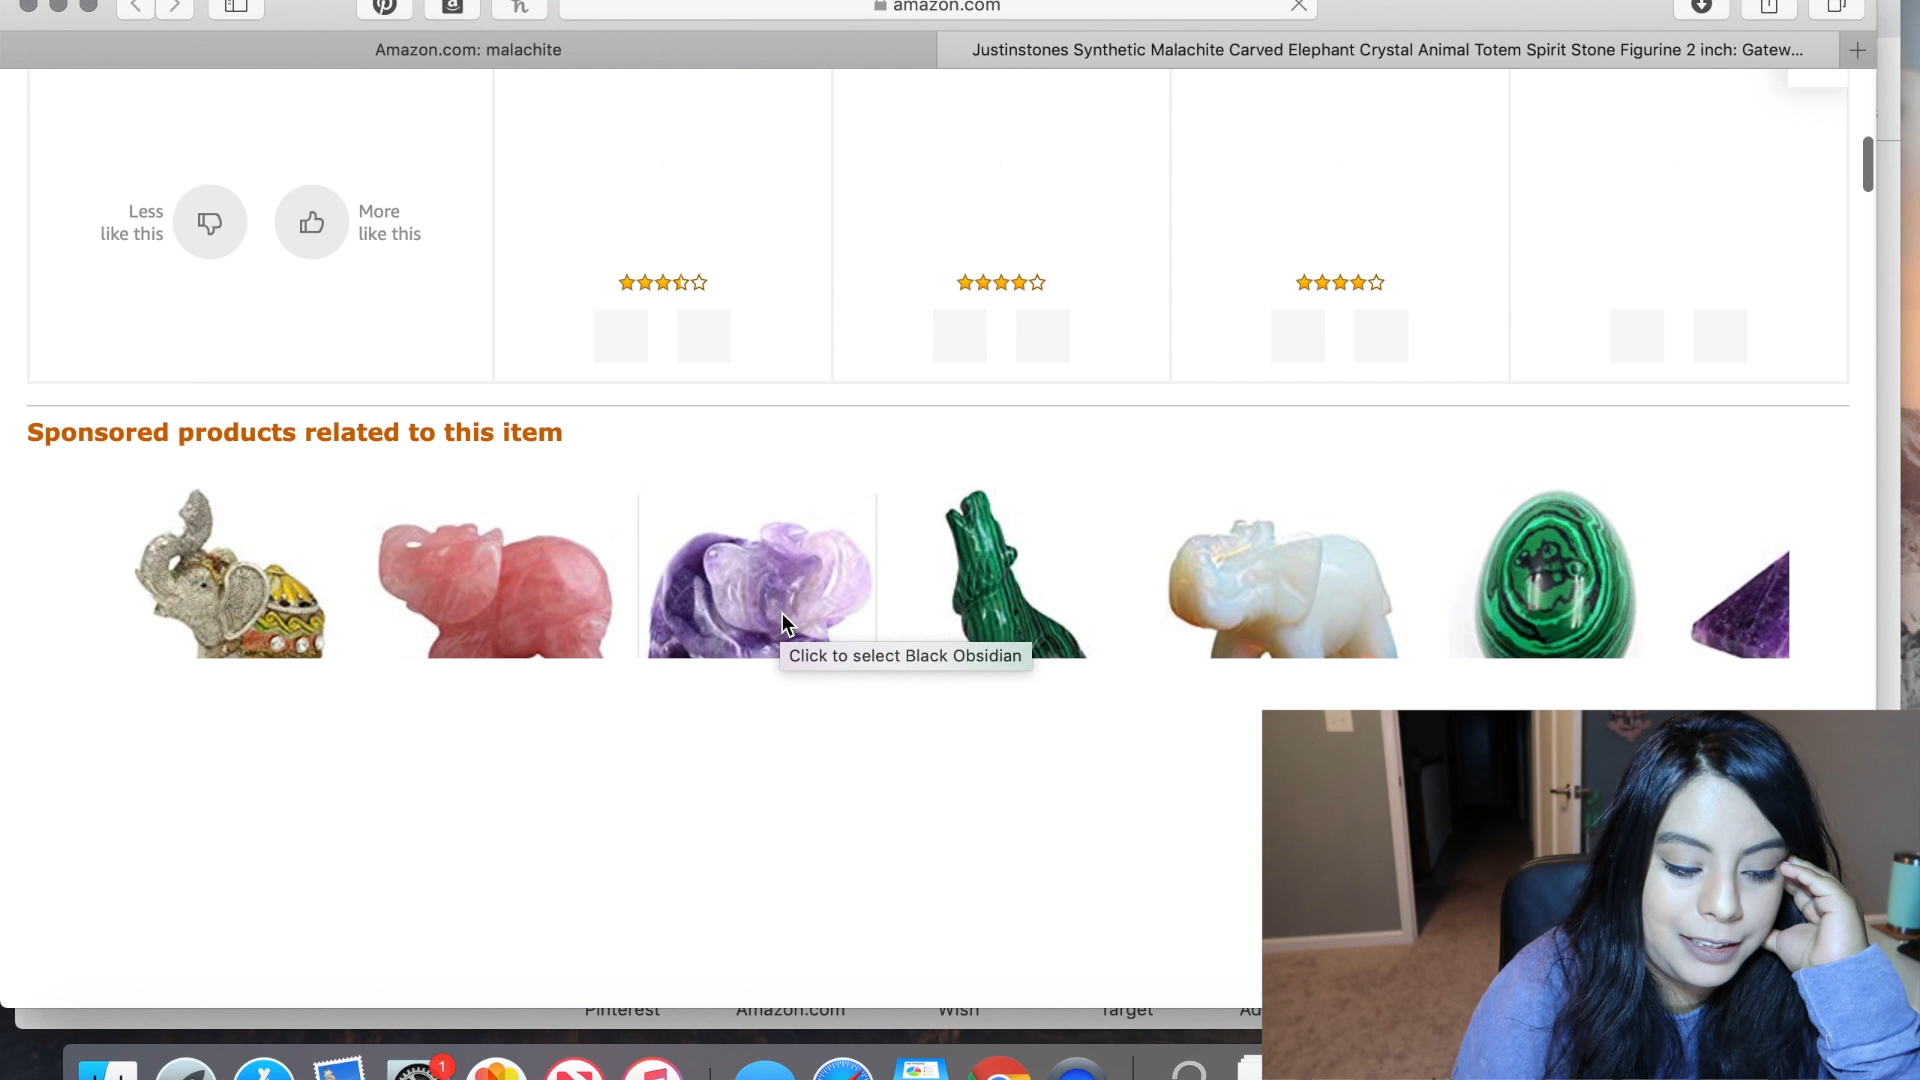 amazon.com
Amazon.com: malachite
Justinstones Synthetic Malachite Carved Elephant Crystal Animal Totem Spirit Stone Figurine 2 inch: Gatew...
Less
like this
More
like this
Sponsored products related to this item
Click to select Black Obsidian
Pinterest
Amazon.com
Wish
Target
Ad
1